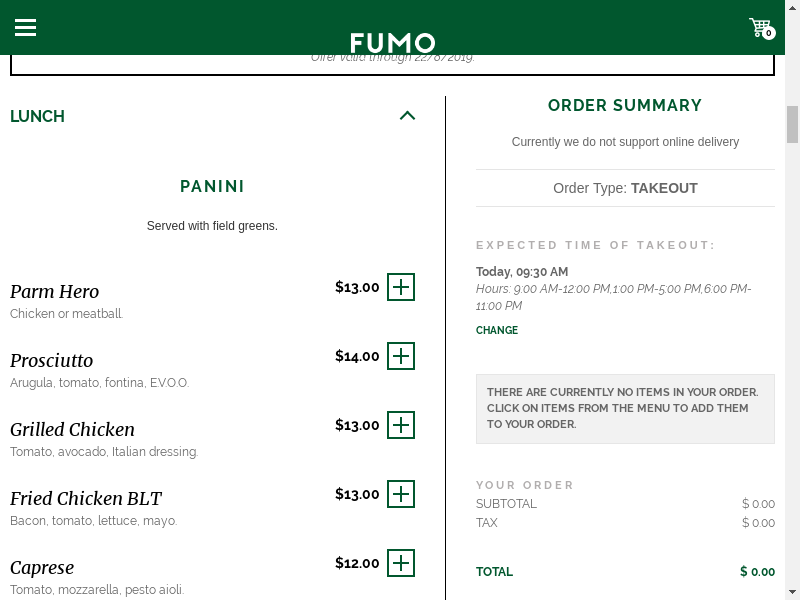 FUMO
0
Offer valid through 22/8/2019.
LUNCH
PANINI
Served with field greens.
Parm Hero
$13.00
Chicken or meatball.
Prosciutto
$14.00
Arugula, tomato, fontina, E.V.O.O.
Grilled Chicken
$13.00
Tomato, avocado, Italian dressing.
Fried Chicken BLT
$13.00
Bacon, tomato, lettuce, mayo.
Caprese
$12.00
Tomato, mozzarella, pesto aioli.
ORDER SUMMARY
Currently we do not support online delivery
Order Type: TAKEOUT
EXPECTED TIME OF TAKEOUT:
Today, 09:30 AM
Hours: 9:00 AM-12:00 PM,1:00 PM-5:00 PM,6:00 PM-
11:00 PM
CHANGE
THERE ARE CURRENTLY NO ITEMS IN YOUR ORDER.
CLICK ON ITEMS FROM THE MENU TO ADD THEM
TO YOUR ORDER.
YOUR ORDER
SUBTOTAL $ 0.00
TAX $ 0.00
TOTAL $ 0.00